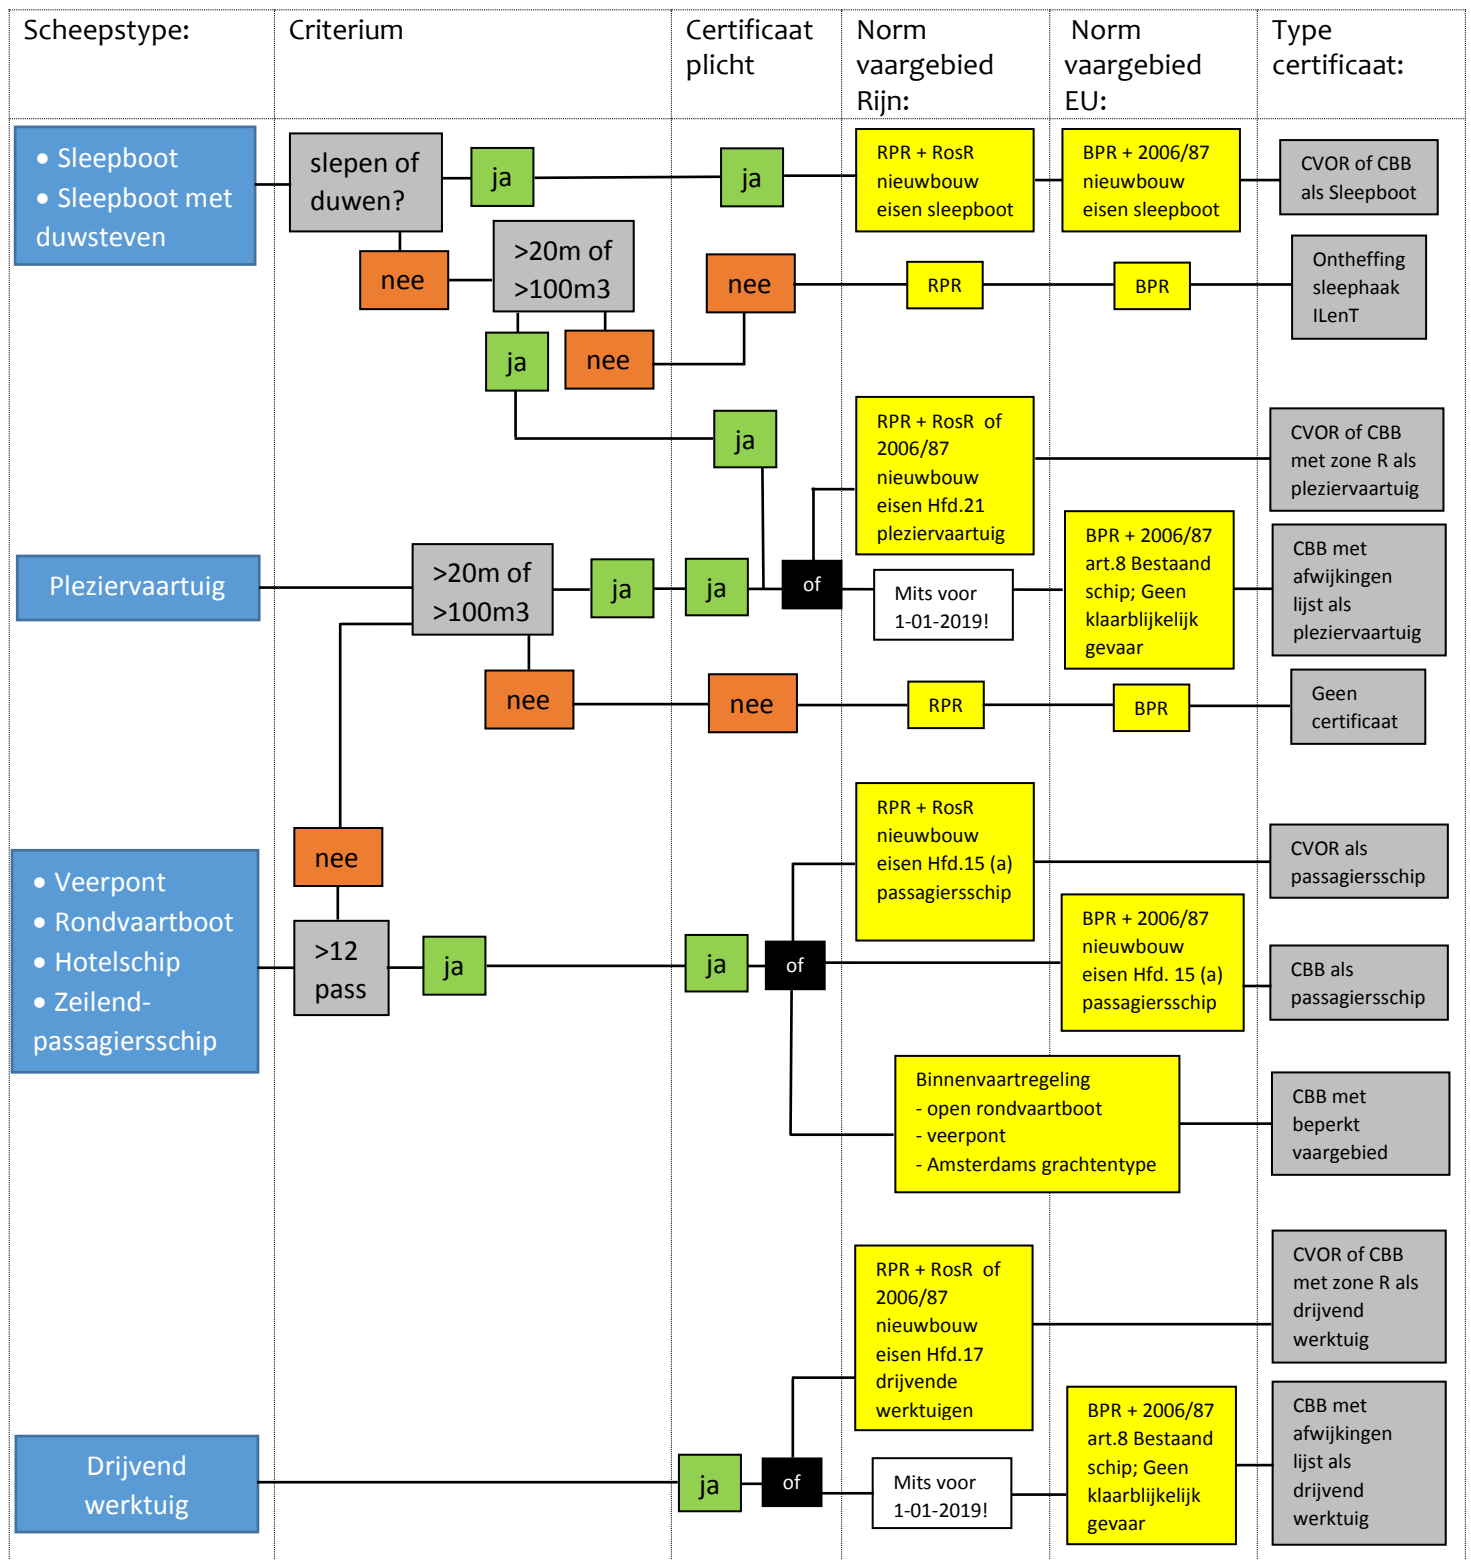 Scheepstype:
Criterium
Certificaat
plicht
Norm
vaargebied
Rijn:
Norm
vaargebied
EU:
Type
certificaat:
• Sleepboot
• Sleepboot met
duwsteven
slepen of
duwen?
ja
ja
RPR + RosR
nieuwbouw
eisen sleepboot
BPR + 2006/87
nieuwbouw
eisen sleepboot
CVOR of CBB
als Sleepboot
nee
>20m of
>100m3
nee
RPR
BPR
Ontheffing
sleephaak
ILenT
ja
nee
ja
RPR + RosR of
2006/87
nieuwbouw
eisen Hfd.21
pleziervaartuig
CVOR of CBB
met zone R als
pleziervaartuig
Pleziervaartuig
>20m of
>100m3
ja
ja
of
Mits voor
1-01-2019!
BPR + 2006/87
art.8 Bestaand
schip; Geen
klaarblijkelijk
gevaar
CBB met
afwijkingen
lijst als
pleziervaartuig
nee
nee
RPR
BPR
Geen
certificaat
nee
• Veerpont
• Rondvaartboot
• Hotelschip
• Zeilend-
passagiersschip
>12
pass
ja
ja
of
RPR + RosR
nieuwbouw
eisen Hfd.15 (a)
passagiersschip
CVOR als
passagiersschip
BPR + 2006/87
nieuwbouw
eisen Hfd. 15 (a)
passagiersschip
CBB als
passagiersschip
Binnenvaartregeling
- open rondvaartboot
- veerpont
- Amsterdams grachtentype
CBB met
beperkt
vaargebied
RPR + RosR of
2006/87
nieuwbouw
eisen Hfd.17
drijvende
werktuigen
CVOR of CBB
met zone R als
drijvend
werktuig
Drijvend
werktuig
ja
of
Mits voor
1-01-2019!
BPR + 2006/87
art.8 Bestaand
schip; Geen
klaarblijkelijk
gevaar
CBB met
afwijkingen
lijst als
drijvend
werktuig